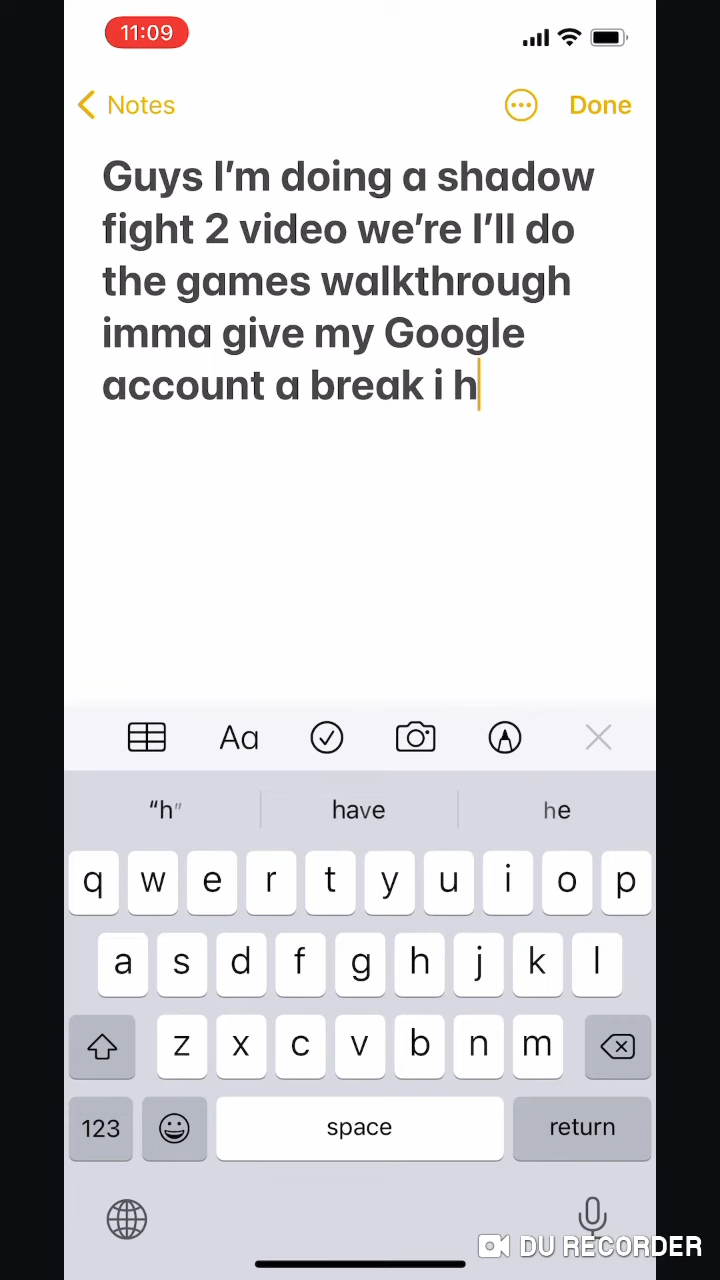 11:09
Notes
Done
Guys I’m doing a shadow
fight 2 video we’re I’ll do
the games walkthrough
imma give my Google
account a break i h
Aa
“h” have he
q w e r t y u i o p
a s d f g h j k l
z x c v b n m
123 space return
DU RECORDER